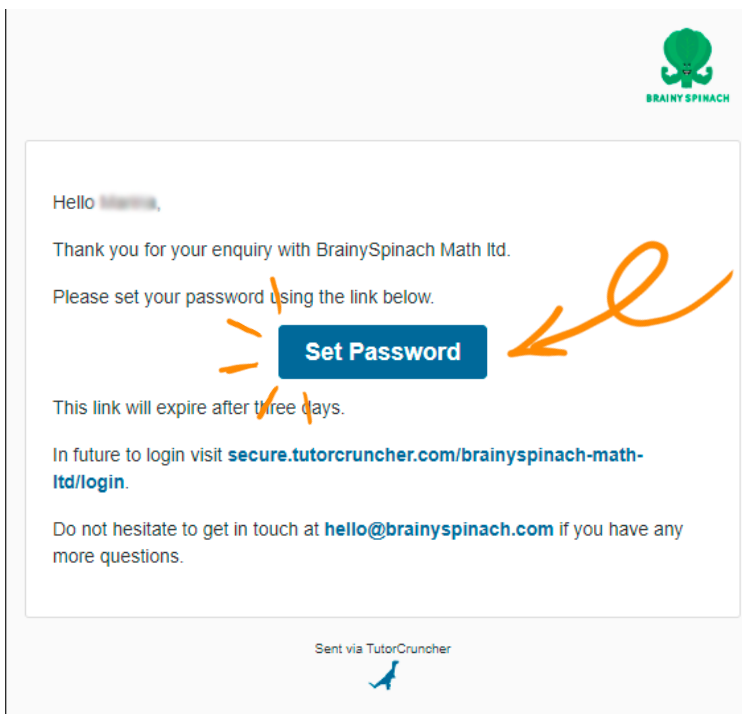 BRAINY SPINACH
Hello
Thank you for your enquiry with BrainySpinach Math ltd.
Please set your password using the link below.
Set Password
This link will expire after three days.
In future to login visit secure.tutorcruncher.com/brainyspinach-math-
ltd/login.
Do not hesitate to get in touch at hello@brainyspinach.com if you have any
more questions.
Sent via TutorCruncher